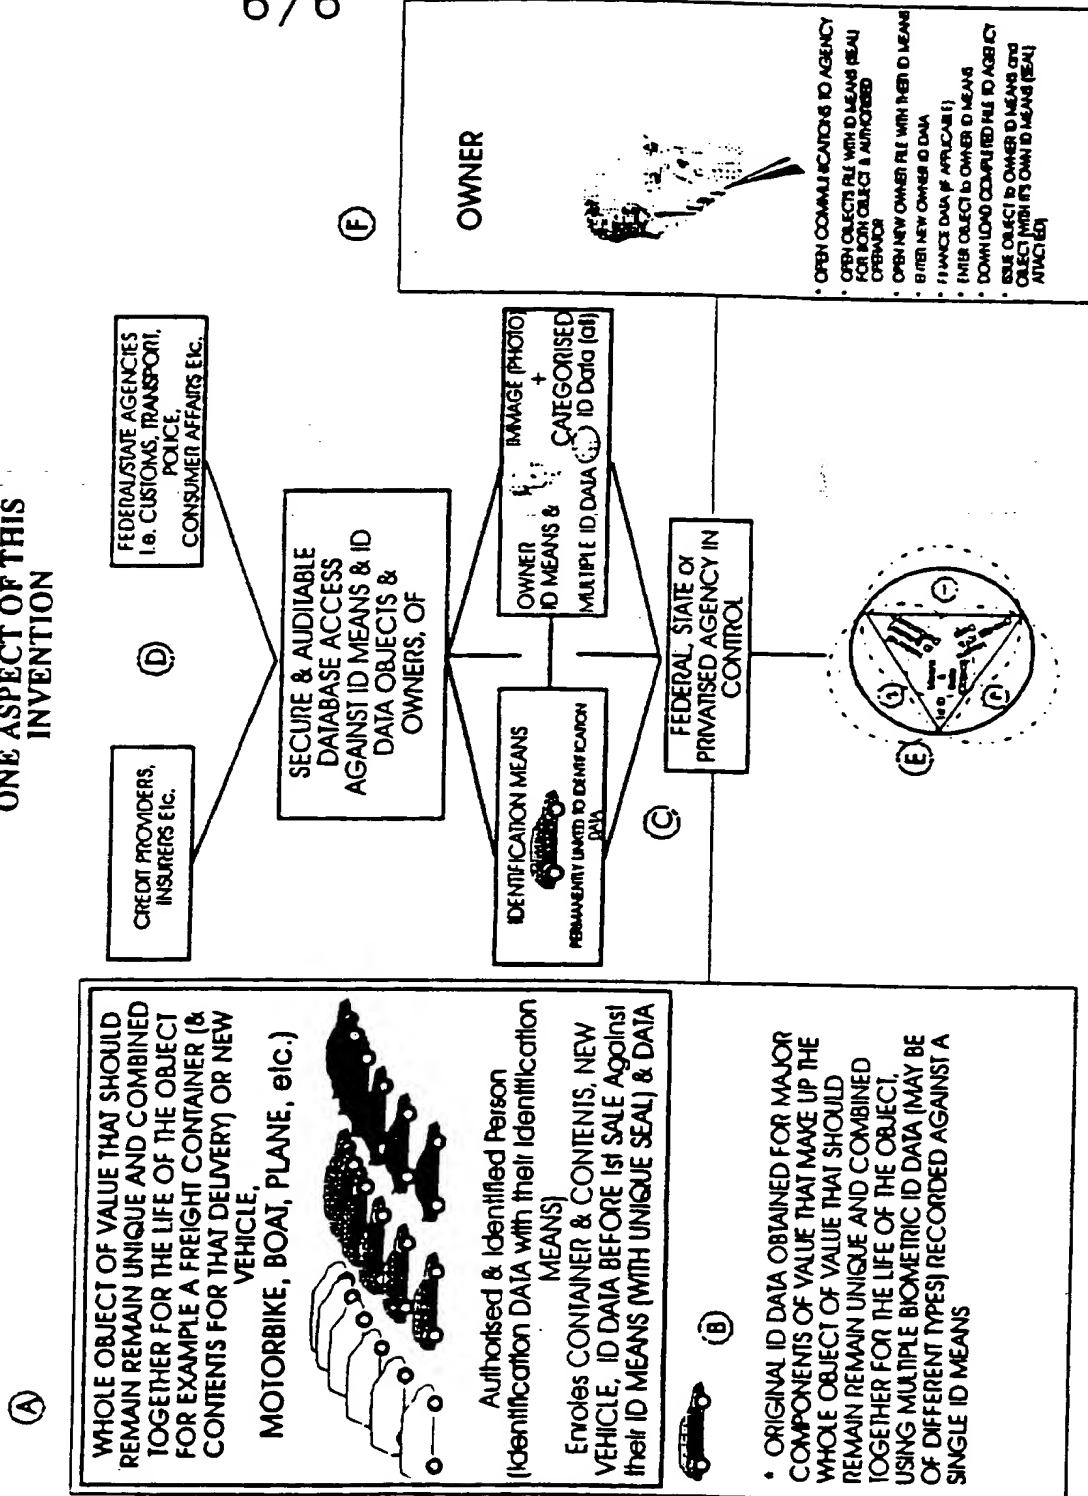 6/6
ONE ASPECT OF THIS
INVENTION
A
WHOLE OBJECT OF VALUE THAT SHOULD
REMAIN REMAIN UNIQUE AND COMBINED
TOGETHER FOR THE LIFE OF THE OBJECT
FOR EXAMPLE A FREIGHT CONTAINER (&
CONTENTS FOR THAT DELIVERY) OR NEW
VEHICLE,
MOTORBIKE, BOAT, PLANE, etc.)
Authorised & Identified Person
(Identification DATA with their Identification
MEANS)
Enroles CONTAINER & CONTENTS, NEW
VEHICLE, ID DATA BEFORE 1st SALE Against
their ID MEANS (WITH UNIQUE SEAL) & DATA
B
* ORIGINAL ID DATA OBTAINED FOR MAJOR
COMPONENTS OF VALUE THAT MAKE UP THE
WHOLE OBJECT OF VALUE THAT SHOULD
REMAIN REMAIN UNIQUE AND COMBINED
TOGETHER FOR THE LIFE OF THE OBJECT,
USING MULTIPLE BIOMETRIC ID DATA (MAY BE
OF DIFFERENT TYPES) RECORDED AGAINST A
SINGLE ID MEANS
CREDIT PROVIDERS,
INSURERS Etc.
D
FEDERAL/STATE AGENCIES
i.e. CUSTOMS, TRANSPORT,
POLICE,
CONSUMER AFFAIRS Etc.
SECURE & AUDITABLE
DATABASE ACCESS
AGAINST ID MEANS & ID
DATA OBJECTS &
OWNERS, OF
IDENTIFICATION MEANS
PERMANENTLY LINKED TO IDENTIFICATION
DATA
OWNER
ID MEANS &
MULTIPLE ID DATA
IMMAGE (PHOTO)
+
CATEGORISED
ID Data (all)
C
FEDERAL, STATE or
PRIVATISED AGENCY IN
CONTROL
E
1
2
3
F
OWNER
* OPEN COMMUNICATIONS TO AGENCY
* OPEN OBJECTS FILE WITH ID MEANS (SEAL)
FOR BOTH OBJECT & AUTHORISED
OPERATOR
* OPEN NEW OWNER FILE WITH THEIR ID MEANS
* ENTER NEW OWNER ID DATA
* FINANCE DATA (IF APPLICABLE)
* ENTER OBJECT to OWNER ID MEANS
* DOWN LOAD COMPLETED FILE TO AGENCY
* ISSUE OBJECT to OWNER ID MEANS and
OBJECT (WITH IT'S OWN ID MEANS (SEAL)
ATTACHED)